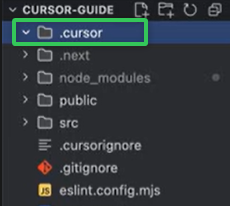 CURSOR-GUIDE
.cursor
.next
node_modules
public
src
.cursorignore
.gitignore
JS eslint.config.mjs